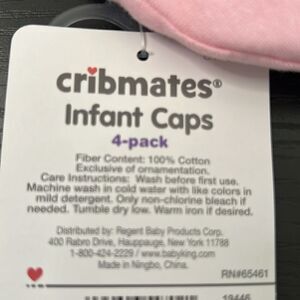 cribmates®
Infant Caps
4-pack
Fiber Content: 100% Cotton
Exclusive of ornamentation.
Care Instructions: Wash before first use.
Machine wash in cold water with like colors in
mild detergent. Only non-chlorine bleach if
needed. Tumble dry low. Warm iron if desired.
Distributed by: Regent Baby Products Corp.
400 Rabro Drive, Hauppauge, New York 11788
1-800-424-2229 / www.babyking.com
Made in Ningbo, China.
RN#65461